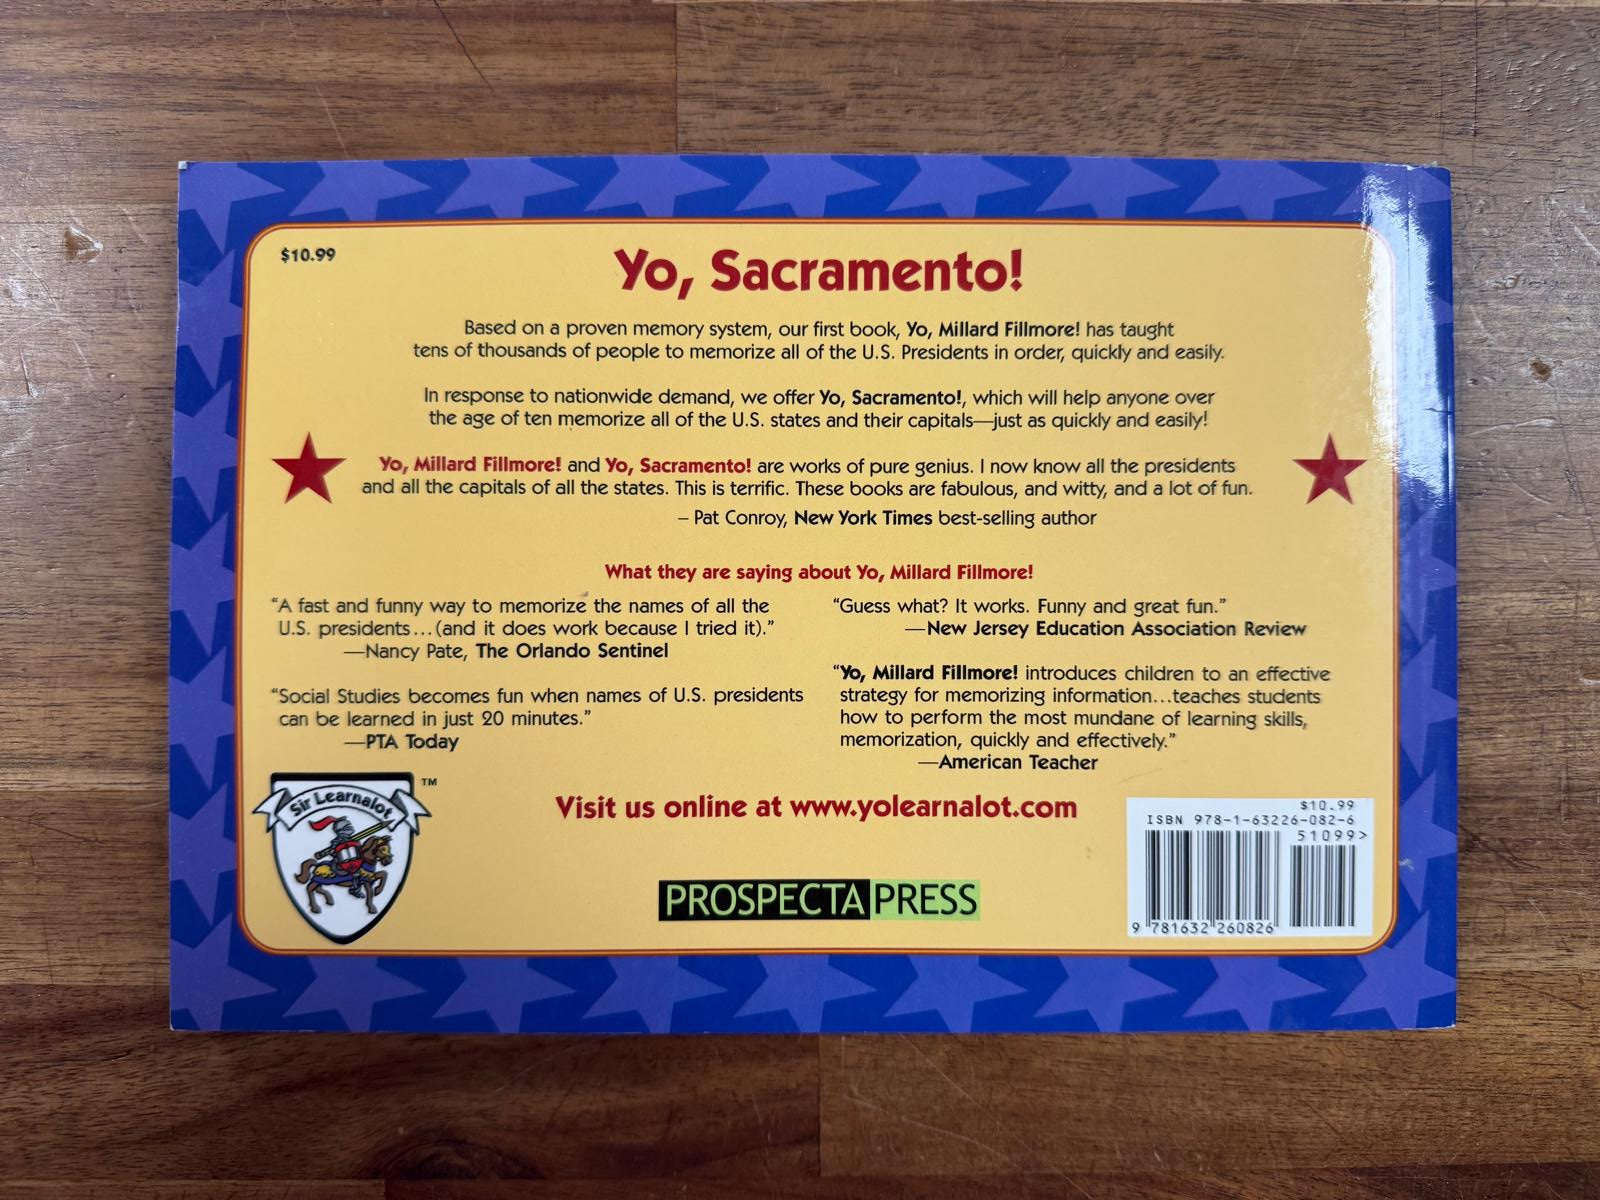 $10.99
Yo, Sacramento!
Based on a proven memory system, our first book, Yo, Millard Fillmore! has taught
tens of thousands of people to memorize all of the U.S. Presidents in order, quickly and easily.
In response to nationwide demand, we offer Yo, Sacramento!, which will help anyone over
the age of ten memorize all of the U.S. states and their capitals—just as quickly and easily!
Yo, Millard Fillmore! and Yo, Sacramento! are works of pure genius. I now know all the presidents
and all the capitals of all the states. This is terrific. These books are fabulous, and witty, and a lot of fun.
– Pat Conroy, New York Times best-selling author
What they are saying about Yo, Millard Fillmore!
“A fast and funny way to memorize the names of all the
U.S. presidents...(and it does work because I tried it).”
—Nancy Pate, The Orlando Sentinel
“Social Studies becomes fun when names of U.S. presidents
can be learned in just 20 minutes.”
—PTA Today
“Guess what? It works. Funny and great fun.”
—New Jersey Education Association Review
“Yo, Millard Fillmore! introduces children to an effective
strategy for memorizing information...teaches students
how to perform the most mundane of learning skills,
memorization, quickly and effectively.”
—American Teacher
Sir Learnalot
™
Visit us online at www.yolearnalot.com
PROSPECTA PRESS
$10.99
ISBN 978-1-63226-082-6
51099>
9 781632 260826